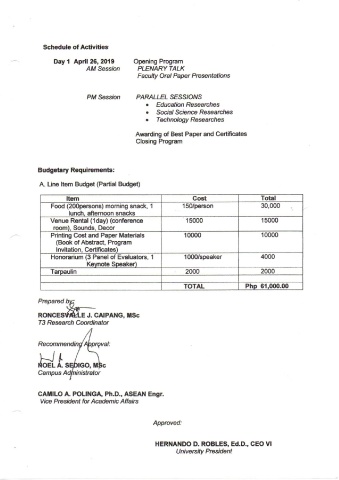 Schedule of Activities
Day 1 April 26, 2019 Opening Program
AM Session PLENARY TALK
Faculty Oral Paper Presentations
PM Session PARALLEL SESSIONS
• Education Researches
• Social Science Researches
• Technology Researches
Awarding of Best Paper and Certificates
Closing Program
Budgetary Requirements:
A. Line Item Budget (Partial Budget)
Item Cost Total
Food (200persons) morning snack, 1 150/person 30,000
lunch, afternoon snacks
Venue Rental (1day) (conference 15000 15000
room), Sounds, Decor
Printing Cost and Paper Materials 10000 10000
(Book of Abstract, Program
Invitation, Certificates)
Honorarium (3 Panel of Evaluators, 1 1000/speaker 4000
Keynote Speaker)
Tarpaulin 2000 2000
TOTAL Php 61,000.00
Prepared by:
RONCESVALLE J. CAIPANG, MSc
T3 Research Coordinator
Recommending Approval:
NOEL A. SEDIGO, MSc
Campus Administrator
CAMILO A. POLINGA, Ph.D., ASEAN Engr.
Vice President for Academic Affairs
Approved:
HERNANDO D. ROBLES, Ed.D., CEO VI
University President